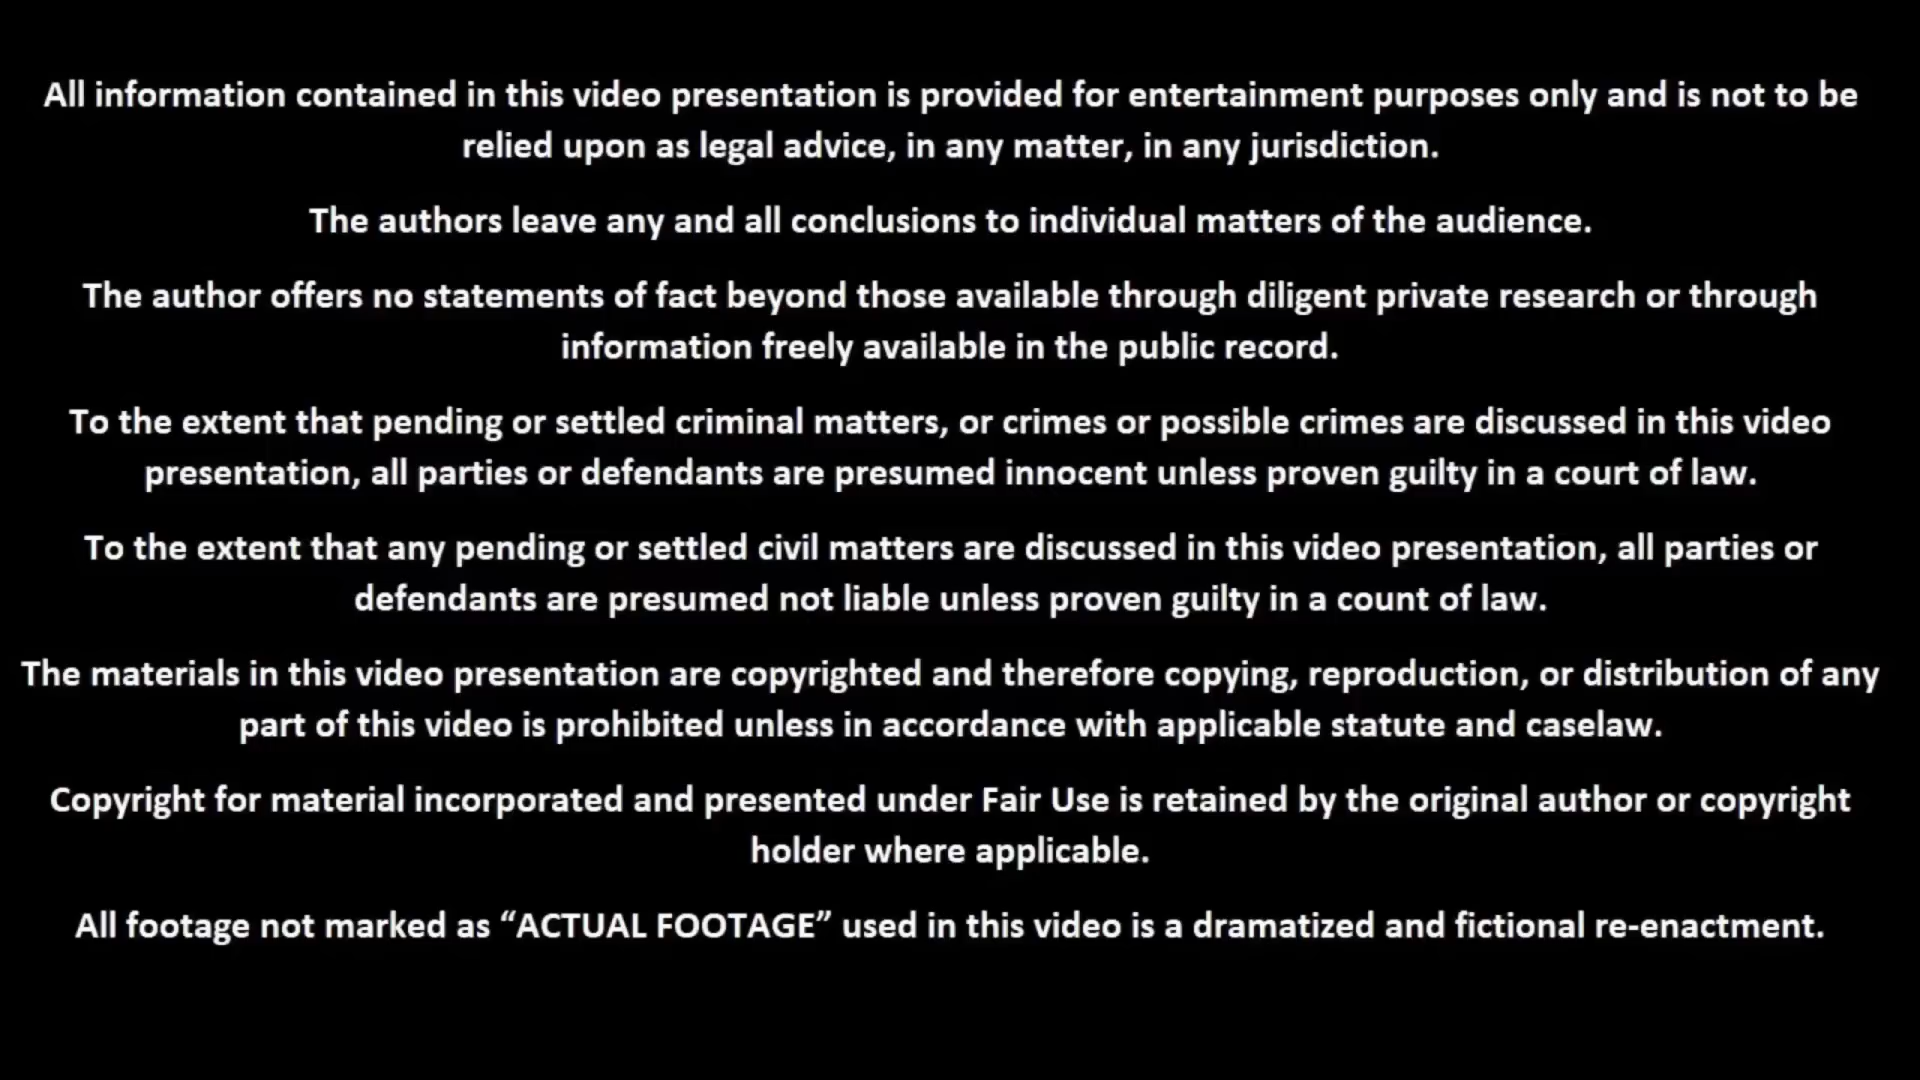 All information contained in this video presentation is provided for entertainment purposes only and is not to be
relied upon as legal advice, in any matter, in any jurisdiction.
The authors leave any and all conclusions to individual matters of the audience.
The author offers no statements of fact beyond those available through diligent private research or through
information freely available in the public record.
To the extent that pending or settled criminal matters, or crimes or possible crimes are discussed in this video
presentation, all parties or defendants are presumed innocent unless proven guilty in a court of law.
To the extent that any pending or settled civil matters are discussed in this video presentation, all parties or
defendants are presumed not liable unless proven guilty in a count of law.
The materials in this video presentation are copyrighted and therefore copying, reproduction, or distribution of any
part of this video is prohibited unless in accordance with applicable statute and caselaw.
Copyright for material incorporated and presented under Fair Use is retained by the original author or copyright
holder where applicable.
All footage not marked as “ACTUAL FOOTAGE” used in this video is a dramatized and fictional re-enactment.